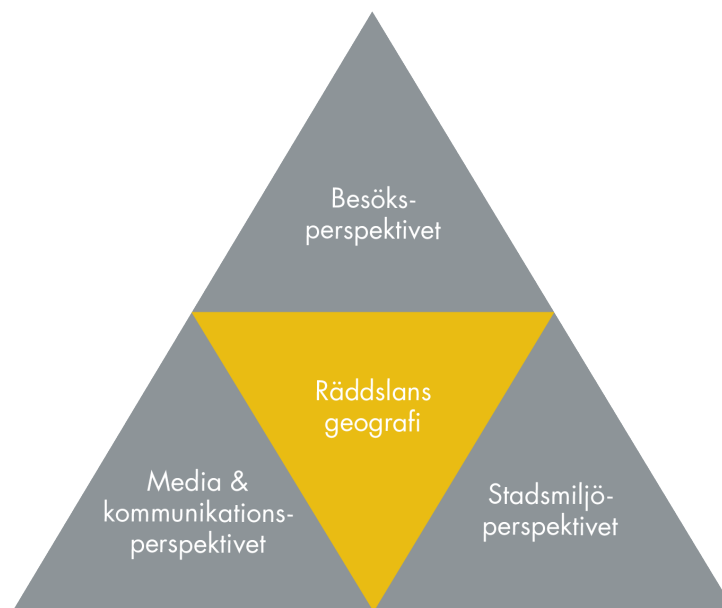 Besöks-
perspektivet
Räddslans
geografi
Media &
kommunikations-
perspektivet
Stadsmiljö-
perspektivet